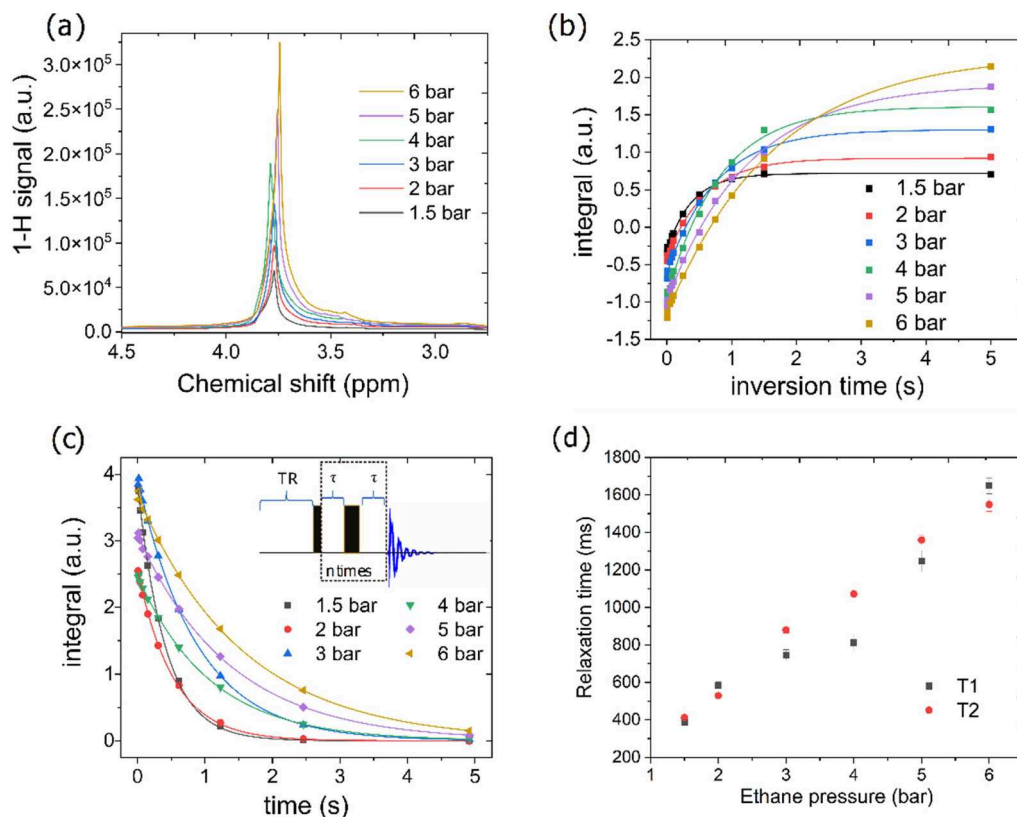 (a)
1-H signal (a.u.)
3.0×10⁵
2.5×10⁵
2.0×10⁵
1.5×10⁵
1.0×10⁵
5.0×10⁴
0.0
6 bar
5 bar
4 bar
3 bar
2 bar
1.5 bar
4.5 4.0 3.5 3.0
Chemical shift (ppm)
(b)
integral (a.u.)
2.5
2.0
1.5
1.0
0.5
0.0
-0.5
-1.0
-1.5
1.5 bar
2 bar
3 bar
4 bar
5 bar
6 bar
0 1 2 3 4 5
inversion time (s)
(c)
integral (a.u.)
4
3
2
1
0
TR τ τ
n times
1.5 bar 4 bar
2 bar 5 bar
3 bar 6 bar
0 1 2 3 4 5
time (s)
(d)
Relaxation time (ms)
1800
1600
1400
1200
1000
800
600
400
200
T1
T2
1 2 3 4 5 6
Ethane pressure (bar)